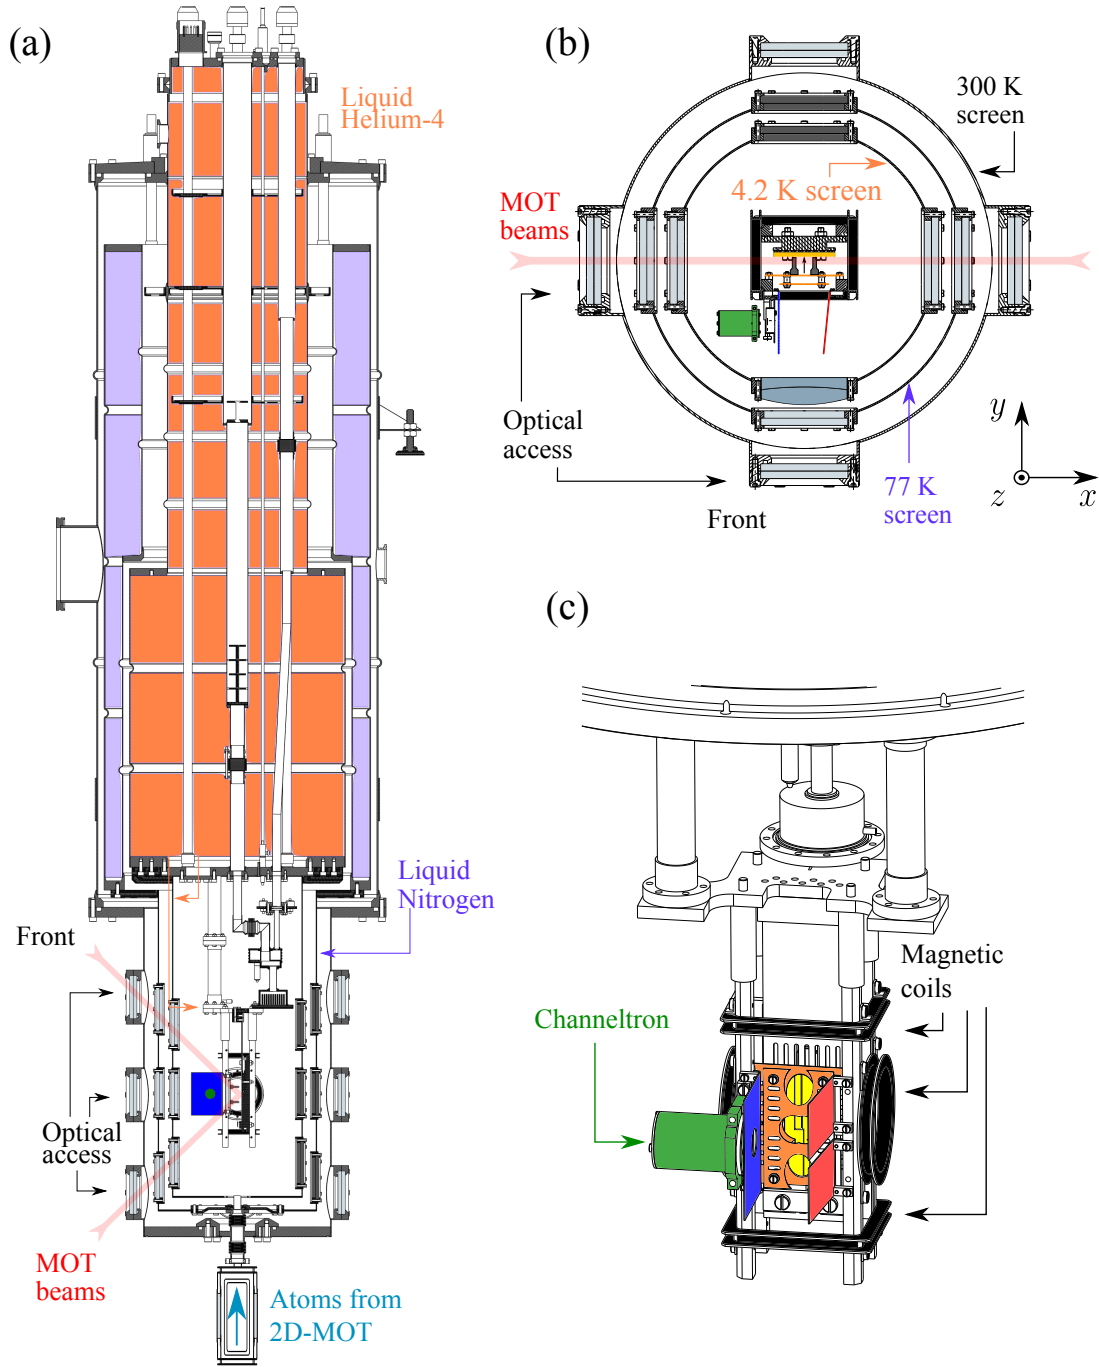 (a)
Liquid
Helium-4
Liquid
Nitrogen
Front
Optical
access
MOT
beams
Atoms from
2D-MOT
(b)
300 K
screen
4.2 K screen
MOT
beams
Optical
access
77 K
screen
Front
y
z
x
(c)
Magnetic
coils
Channeltron